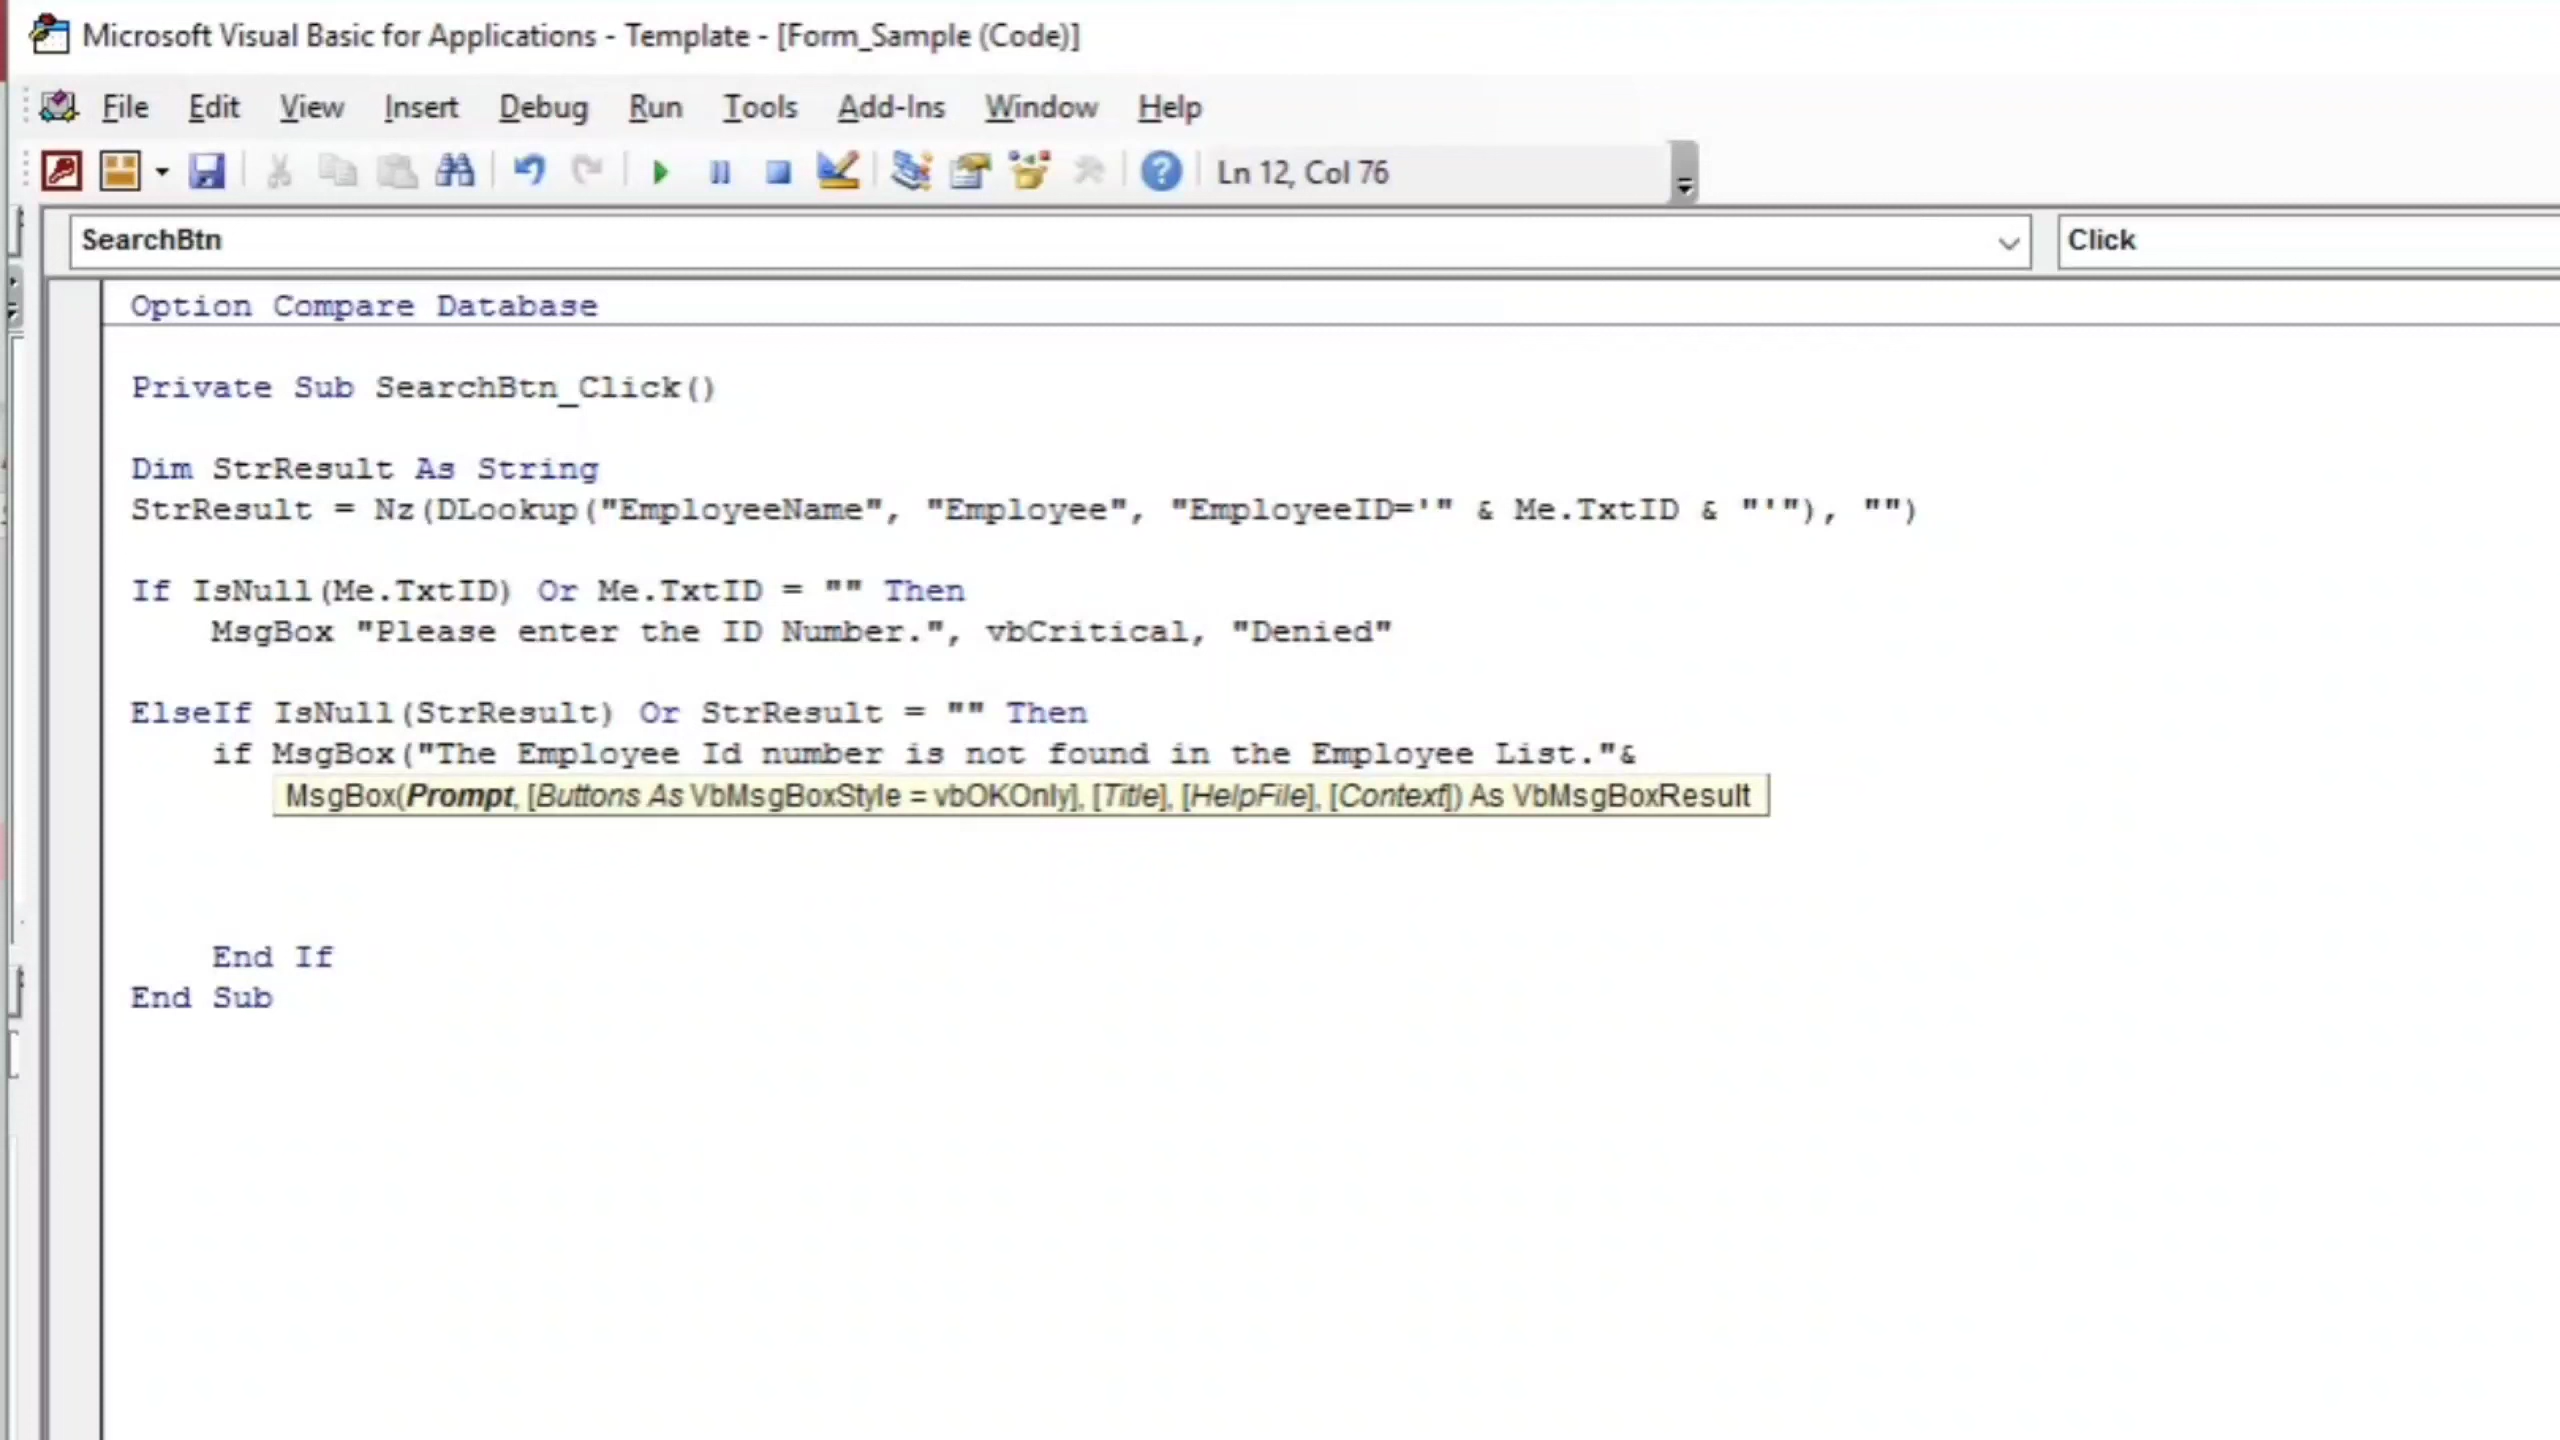 Microsoft Visual Basic for Applications - Template - [Form_Sample (Code)]
File Edit View Insert Debug Run Tools Add-Ins Window Help
Ln 12, Col 76
SearchBtn Click
Option Compare Database
Private Sub SearchBtn_Click()
Dim StrResult As String
StrResult = Nz(DLookup("EmployeeName", "Employee", "EmployeeID='" & Me.TxtID & "'"), "")
If IsNull(Me.TxtID) Or Me.TxtID = "" Then
MsgBox "Please enter the ID Number.", vbCritical, "Denied"
ElseIf IsNull(StrResult) Or StrResult = "" Then
if MsgBox("The Employee Id number is not found in the Employee List."&
MsgBox(Prompt, [Buttons As VbMsgBoxStyle = vbOKOnly], [Title], [HelpFile], [Context]) As VbMsgBoxResult
End If
End Sub